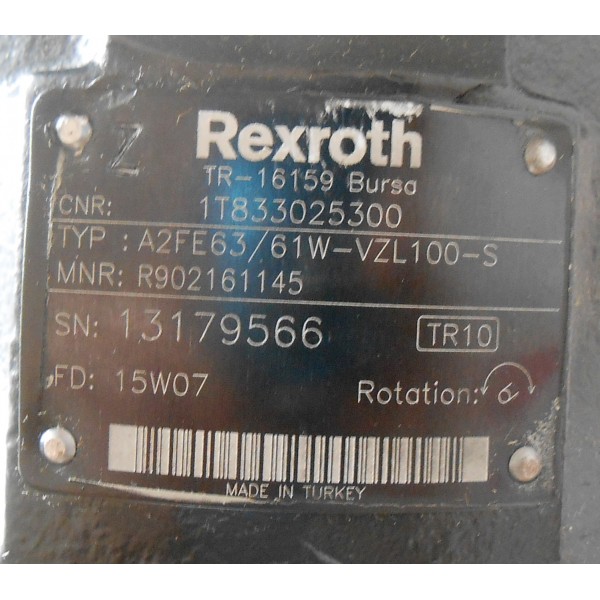 Z
Rexroth
TR-16159 Bursa
CNR: 1T833025300
TYP: A2FE63/61W-VZL100-S
MNR: R902161145
SN: 13179566 TR10
FD: 15W07 Rotation:
MADE IN TURKEY